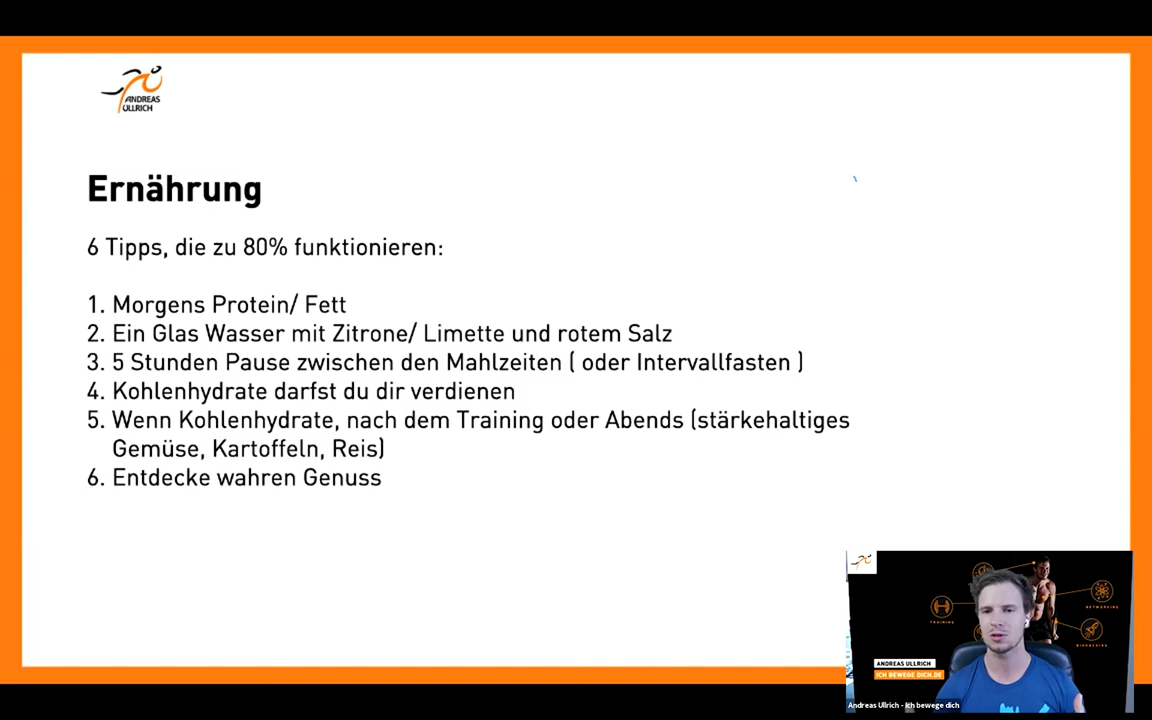 ANDREAS
ULLRICH
Ernährung
6 Tipps, die zu 80% funktionieren:
1. Morgens Protein/ Fett
2. Ein Glas Wasser mit Zitrone/ Limette und rotem Salz
3. 5 Stunden Pause zwischen den Mahlzeiten ( oder Intervallfasten )
4. Kohlenhydrate darfst du dir verdienen
5. Wenn Kohlenhydrate, nach dem Training oder Abends (stärkehaltiges
Gemüse, Kartoffeln, Reis)
6. Entdecke wahren Genuss
TRAINING
NETWORKING
BIOHACKING
ANDREAS ULLRICH
ICH BEWEGE DICH.DE
Andreas Ullrich - Ich bewege dich